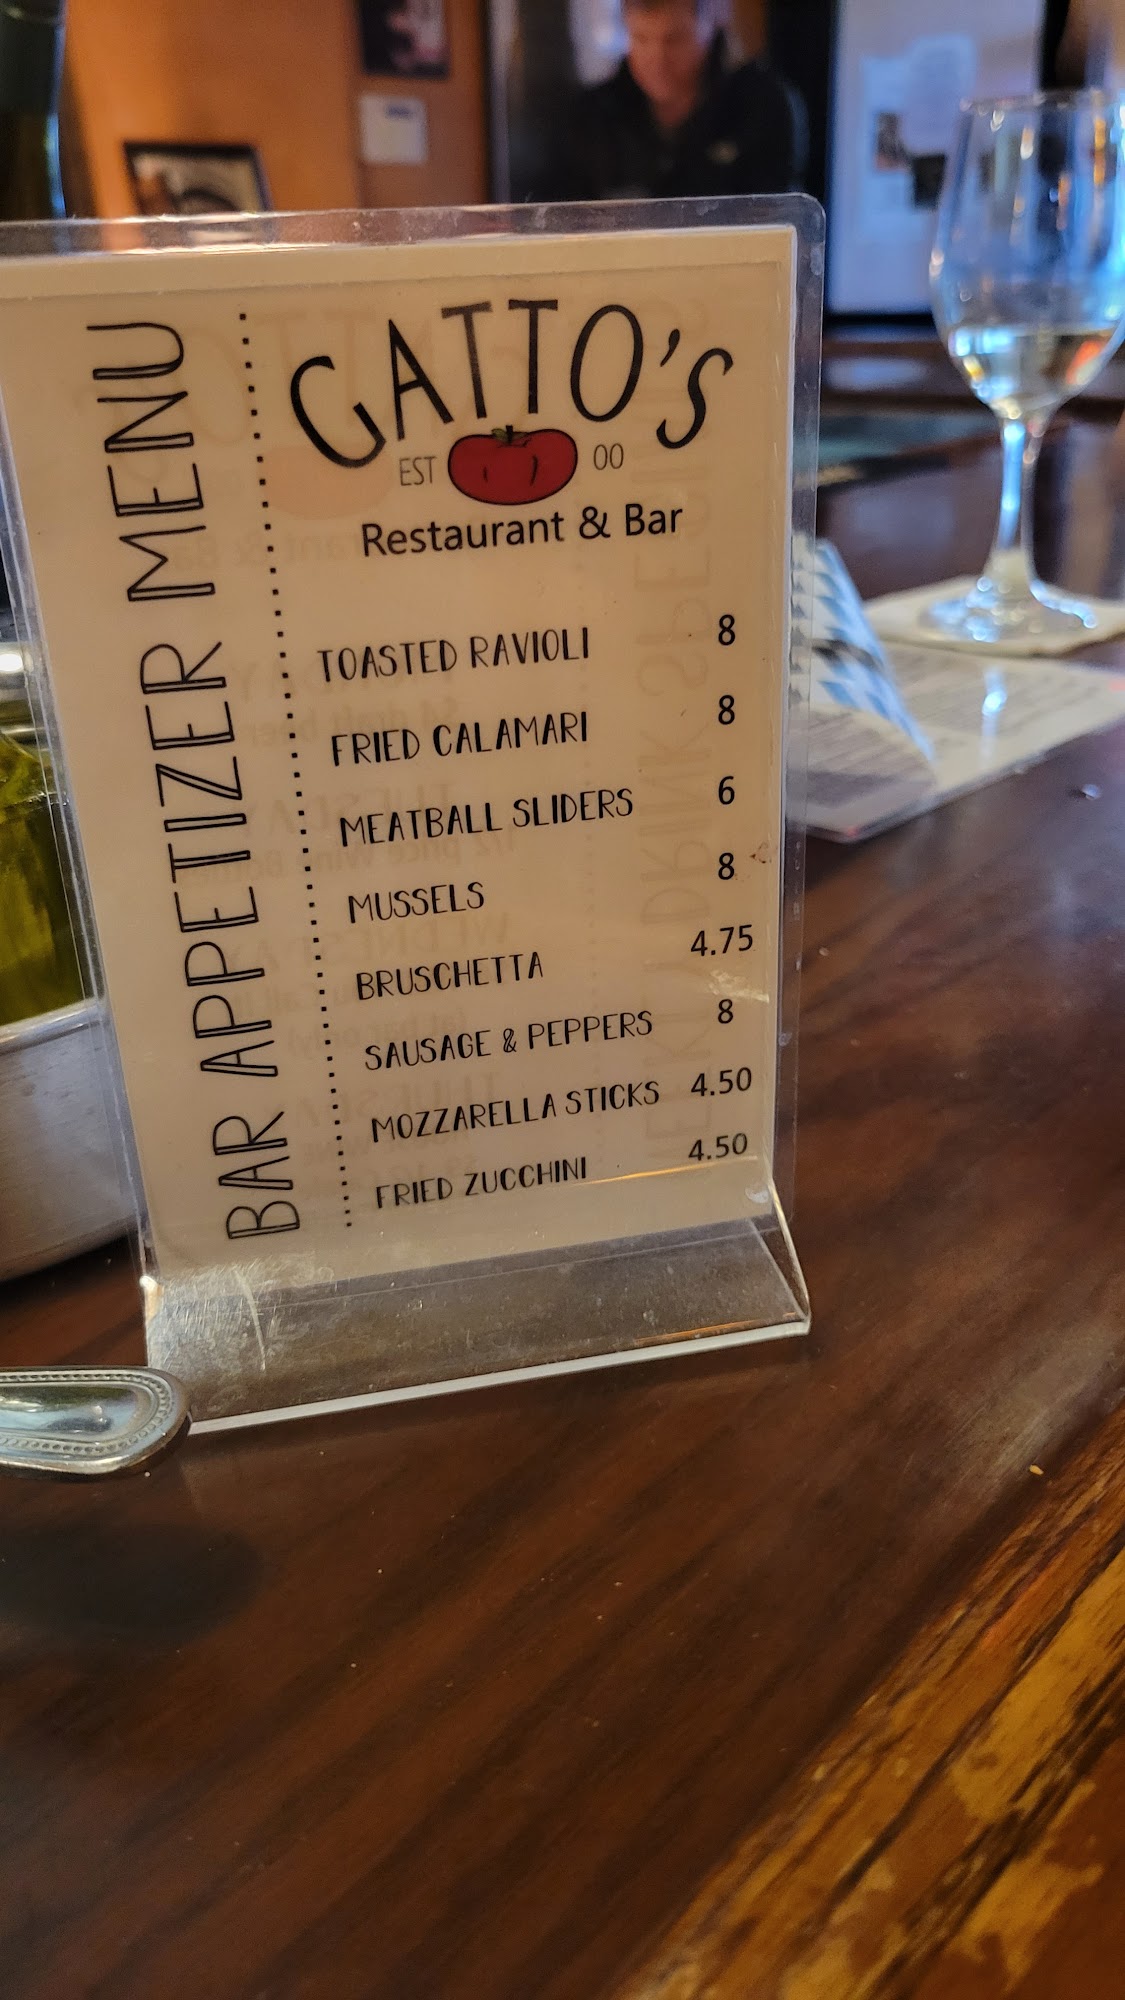 BAR APPETIZER MENU
GATTO'S
EST 00
Restaurant & Bar
TOASTED RAVIOLI 8
FRIED CALAMARI 8
MEATBALL SLIDERS 6
MUSSELS 8
BRUSCHETTA 4.75
SAUSAGE & PEPPERS 8
MOZZARELLA STICKS 4.50
FRIED ZUCCHINI 4.50